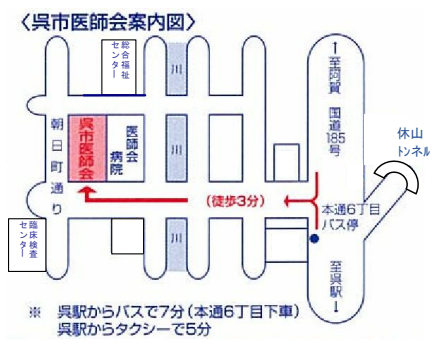 〈呉市医師会案内図〉
総合福祉
センター
川
至阿賀
国道
185号
休山
トンネル
朝日町通り
呉市医師会
医師会
病院
(徒歩3分)
本通6丁目
バス停
臨床検査
センター
川
至呉駅
※ 呉駅からバスで7分(本通6丁目下車)
呉駅からタクシーで5分